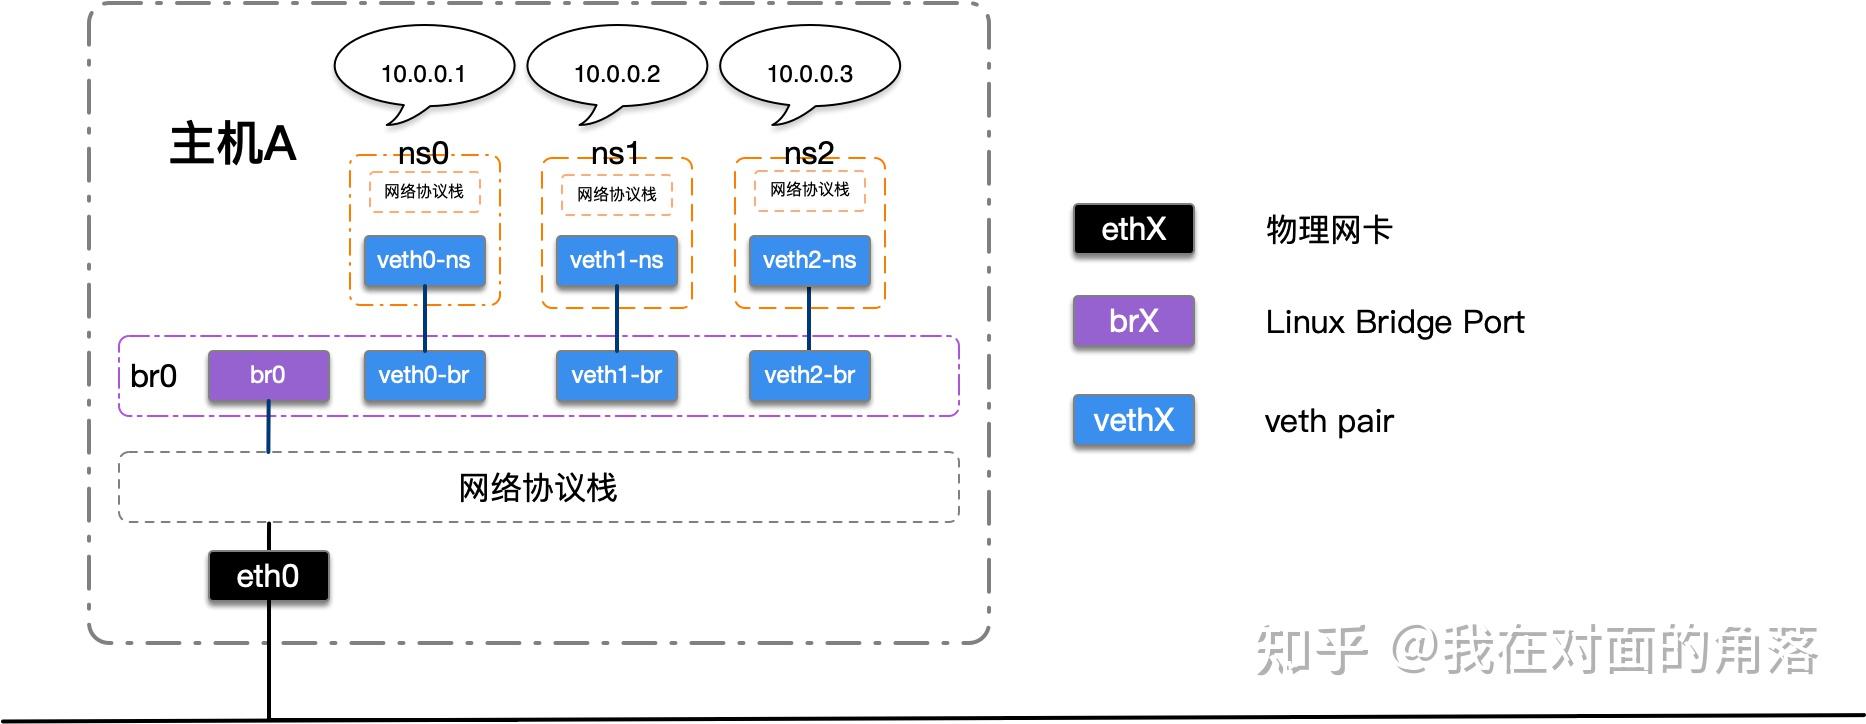 10.0.0.1
10.0.0.2
10.0.0.3
主机A
ns0
ns1
ns2
网络协议栈
网络协议栈
网络协议栈
veth0-ns
veth1-ns
veth2-ns
br0
br0
veth0-br
veth1-br
veth2-br
网络协议栈
eth0
ethX
物理网卡
brX
Linux Bridge Port
vethX
veth pair
知乎 @我在对面的角落